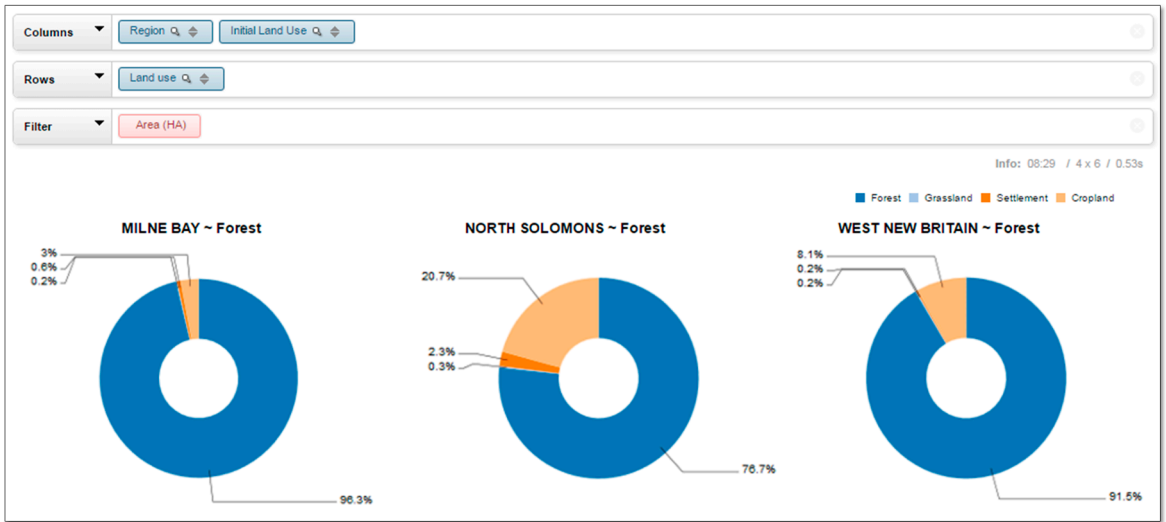 Columns Region Initial Land Use
Rows Land use
Filter Area (HA)
Info: 08:29 / 4 x 6 / 0.53s
Forest Grassland Settlement Cropland
MILNE BAY ~ Forest
3%
0.6%
0.2%
96.3%
NORTH SOLOMONS ~ Forest
20.7%
2.3%
0.3%
76.7%
WEST NEW BRITAIN ~ Forest
8.1%
0.2%
0.2%
91.5%